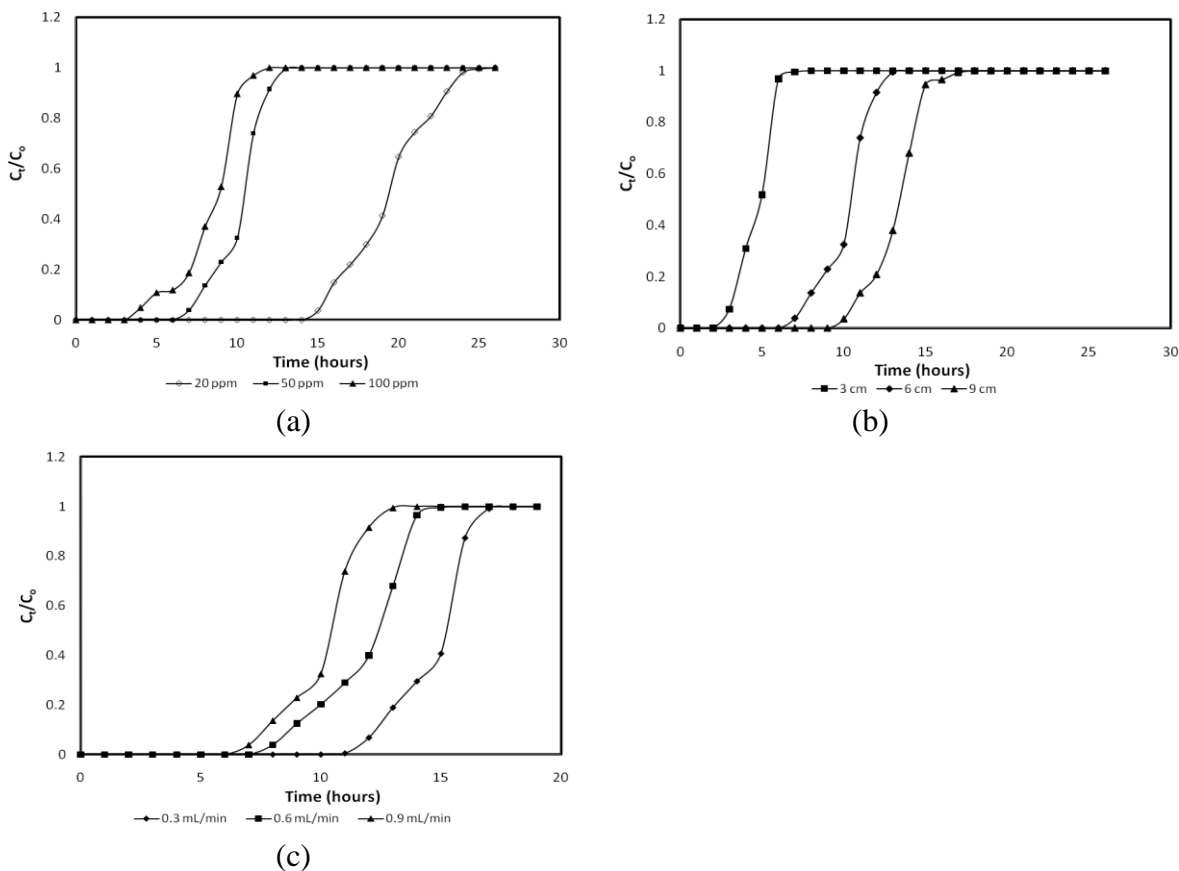 1.2
1
0.8
0.6
0.4
0.2
0
Cₜ/Cₒ
0 5 10 15 20 25 30
Time (hours)
20 ppm 50 ppm 100 ppm
(a)
1.2
1
0.8
0.6
0.4
0.2
0
Cₜ/Cₒ
0 5 10 15 20 25 30
Time (hours)
3 cm 6 cm 9 cm
(b)
1.2
1
0.8
0.6
0.4
0.2
0
Cₜ/Cₒ
0 5 10 15 20
Time (hours)
0.3 mL/min 0.6 mL/min 0.9 mL/min
(c)